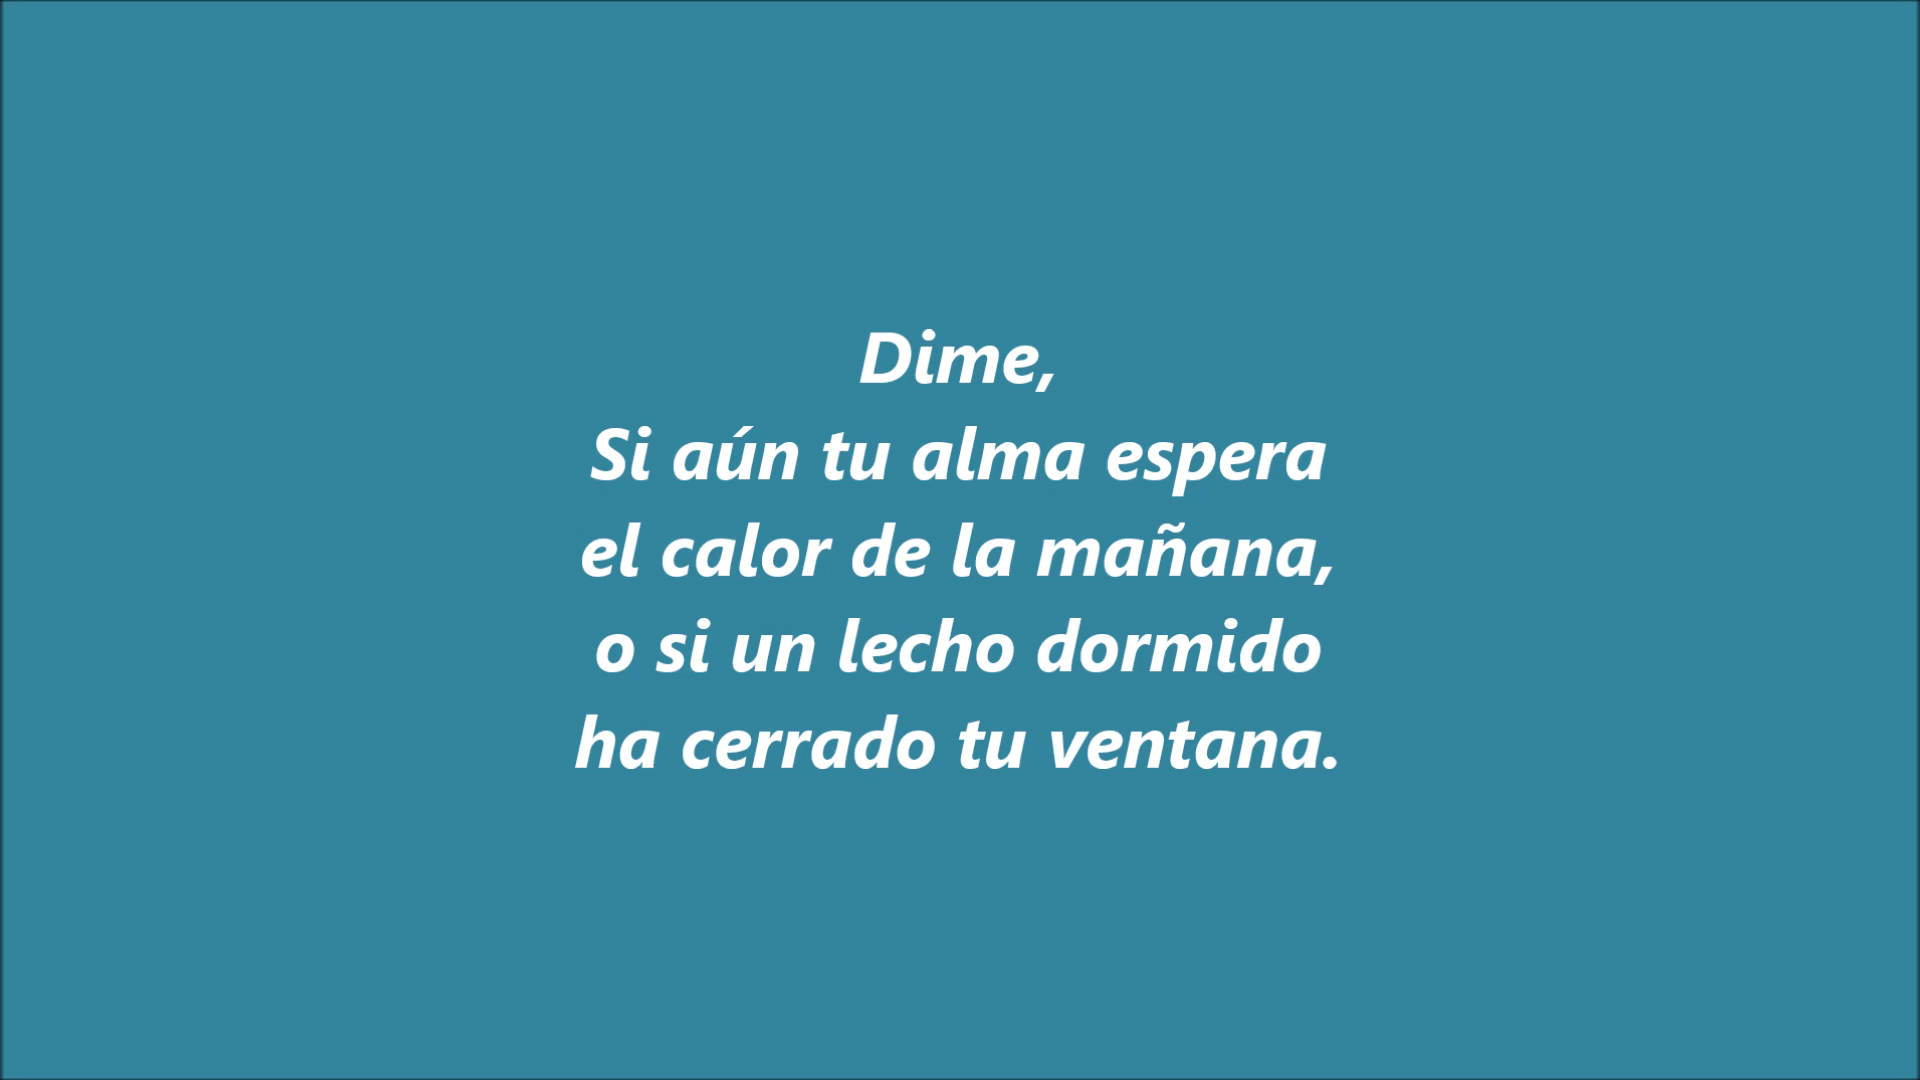 Dime,
Si aún tu alma espera
el calor de la mañana,
o si un lecho dormido
ha cerrado tu ventana.